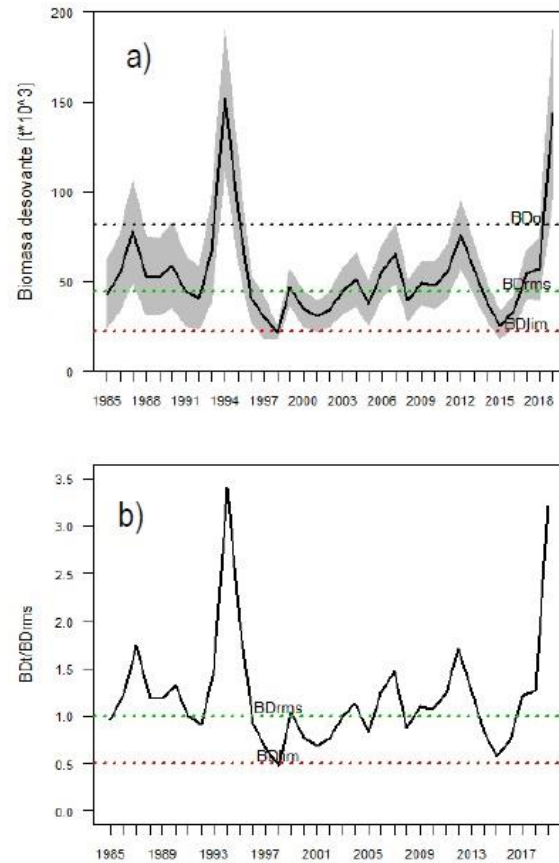 a)
Biomasa desovante (t*10^3)
200
150
100
50
0
BDo
BDrms
BDlim
1985 1988 1991 1994 1997 2000 2003 2006 2009 2012 2015 2018
b)
BDt/BDrms
3.5
3.0
2.5
2.0
1.5
1.0
0.5
0.0
BDrms
BDlim
1985 1989 1993 1997 2001 2005 2009 2013 2017